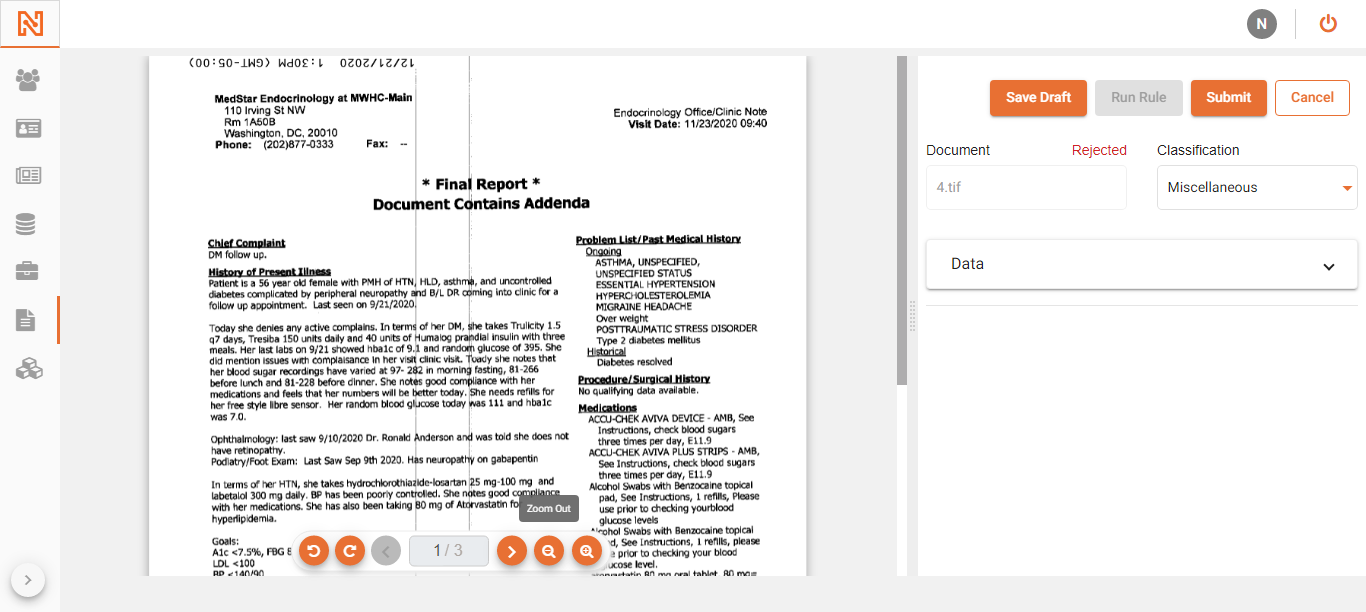 N
N
12/21/2020 1:30PM (GMT-05:00)
MedStar Endocrinology at MWHC-Main
110 Irving St NW
Rm 1A50B
Washington, DC, 20010
Phone: (202)877-0333 Fax: --
Endocrinology Office/Clinic Note
Visit Date: 11/23/2020 09:40
* Final Report *
Document Contains Addenda
Chief Complaint
DM follow up.
History of Present Illness
Patient is a 56 year old female with PMH of HTN, HLD, asthma, and uncontrolled
diabetes complicated by peripheral neuropathy and B/L DR coming into clinic for a
follow up appointment. Last seen on 9/21/2020.
Today she denies any active complains. In terms of her DM, she takes Trulicity 1.5
q7 days, Tresiba 150 units daily and 40 units of Humalog prandial insulin with three
meals. Her last labs on 9/21 showed hba1c of 9.1 and random glucose of 395. She
did mention issues with complaisance in her visit clinic visit. Toady she notes that
her blood sugar recordings have varied at 97- 282 in morning fasting, 81-266
before lunch and 81-228 before dinner. She notes good compliance with her
medications and feels that her numbers will be better today. She needs refills for
her free style libre sensor. Her random blood glucose today was 111 and hba1c
was 7.0.
Ophthalmology: last saw 9/10/2020 Dr. Ronald Anderson and was told she does not
have retinopathy.
Podiatry/Foot Exam: Last Saw Sep 9th 2020. Has neuropathy on gabapentin
In terms of her HTN, she takes hydrochlorothiazide-losartan 25 mg-100 mg and
labetalol 300 mg daily. BP has been poorly controlled. She notes good compliance
with her medications. She has also been taking 80 mg of Atorvastatin fo
hyperlipidemia.
Goals:
A1c <7.5%, FBG 8
LDL <100
BP <140/90
Problem List/Past Medical History
Ongoing
ASTHMA, UNSPECIFIED,
UNSPECIFIED STATUS
ESSENTIAL HYPERTENSION
HYPERCHOLESTEROLEMIA
MIGRAINE HEADACHE
Over weight
POSTTRAUMATIC STRESS DISORDER
Type 2 diabetes mellitus
Historical
Diabetes resolved
Procedure/Surgical History
No qualifying data available.
Medications
ACCU-CHEK AVIVA DEVICE - AMB, See
Instructions, check blood sugars
three times per day, E11.9
ACCU-CHEK AVIVA PLUS STRIPS - AMB,
See Instructions, check blood sugars
three times per day, E11.9
Alcohol Swabs with Benzocaine topical
pad, See Instructions, 1 refills, Please
use prior to checking yourblood
glucose levels
Alcohol Swabs with Benzocaine topical
d, See Instructions, 1 refills, please
e prior to checking your blood
ucose level.
atorvastatin 80 mg oral tablet, 80 mg=
Zoom Out
1 / 3
Save Draft
Run Rule
Submit
Cancel
Document Rejected
4.tif
Classification
Miscellaneous
Data